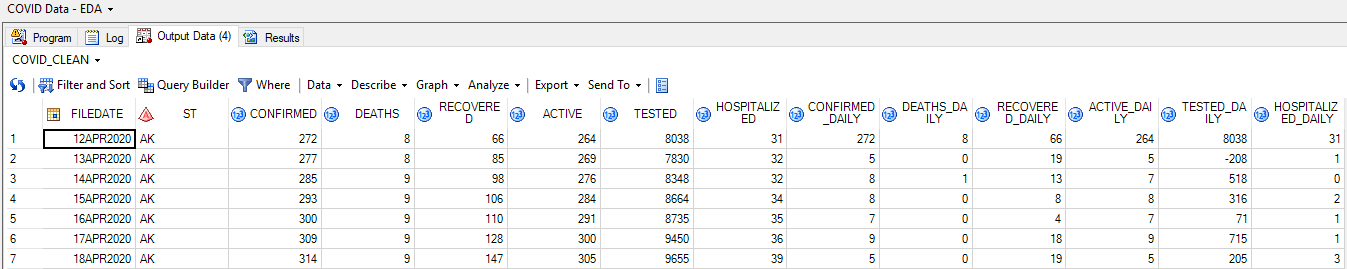 COVID Data - EDA
Program Log Output Data (4) Results
COVID_CLEAN
Filter and Sort Query Builder Where Data Describe Graph Analyze Export Send To
FILEDATE ST CONFIRMED DEATHS RECOVERED ACTIVE TESTED HOSPITALIZED CONFIRMED_DAILY DEATHS_DAILY RECOVERED_DAILY ACTIVE_DAILY TESTED_DAILY HOSPITALIZED_DAILY
1 12APR2020 AK 272 8 66 264 8038 31 272 8 66 264 8038 31
2 13APR2020 AK 277 8 85 269 7830 32 5 0 19 5 -208 1
3 14APR2020 AK 285 9 98 276 8348 32 8 1 13 7 518 0
4 15APR2020 AK 293 9 106 284 8664 34 8 0 8 8 316 2
5 16APR2020 AK 300 9 110 291 8735 35 7 0 4 7 71 1
6 17APR2020 AK 309 9 128 300 9450 36 9 0 18 9 715 1
7 18APR2020 AK 314 9 147 305 9655 39 5 0 19 5 205 3